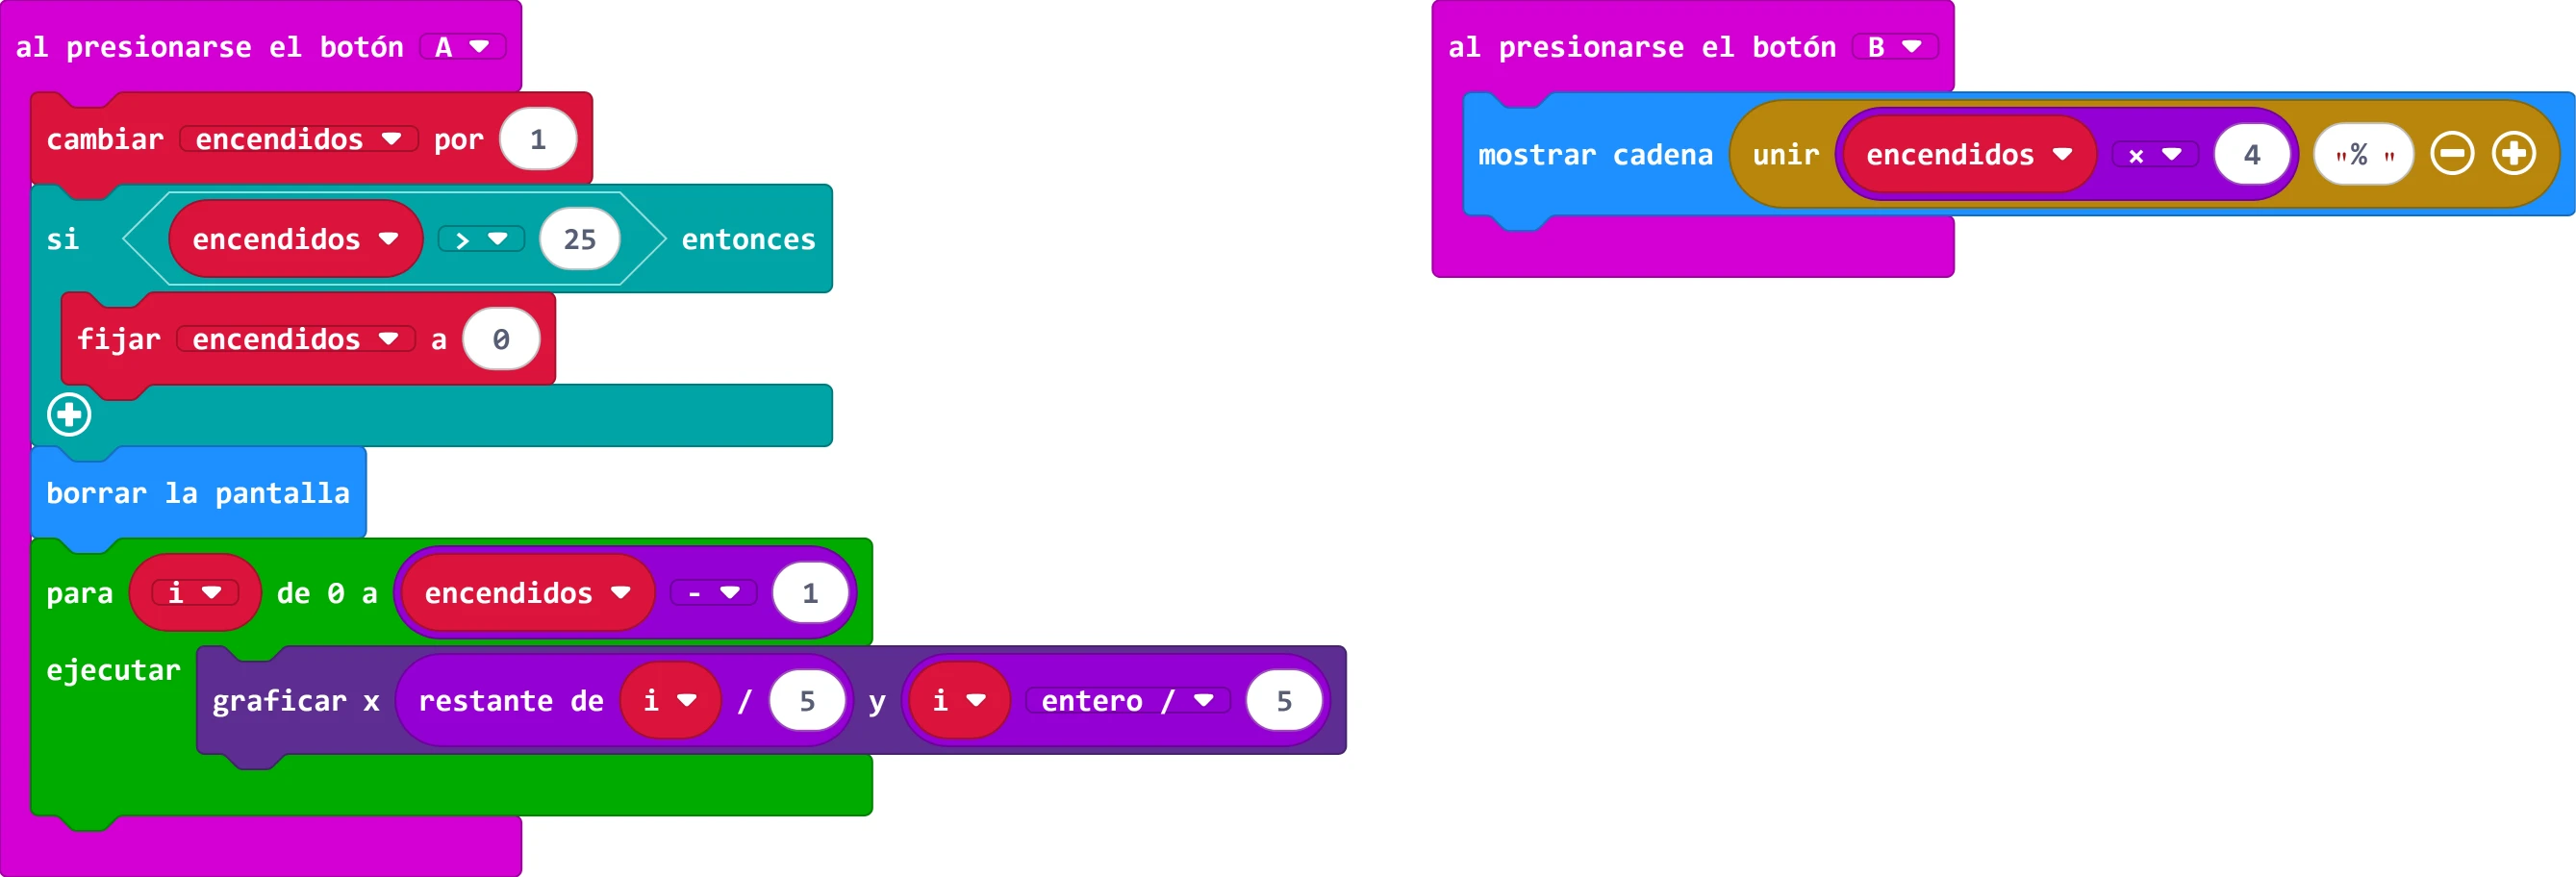 al presionarse el botón A
cambiar encendidos por 1
si encendidos > 25 entonces
fijar encendidos a 0
borrar la pantalla
para i de 0 a encendidos - 1
ejecutar graficar x restante de i / 5 y i entero / 5
al presionarse el botón B
mostrar cadena unir encendidos × 4 "% "